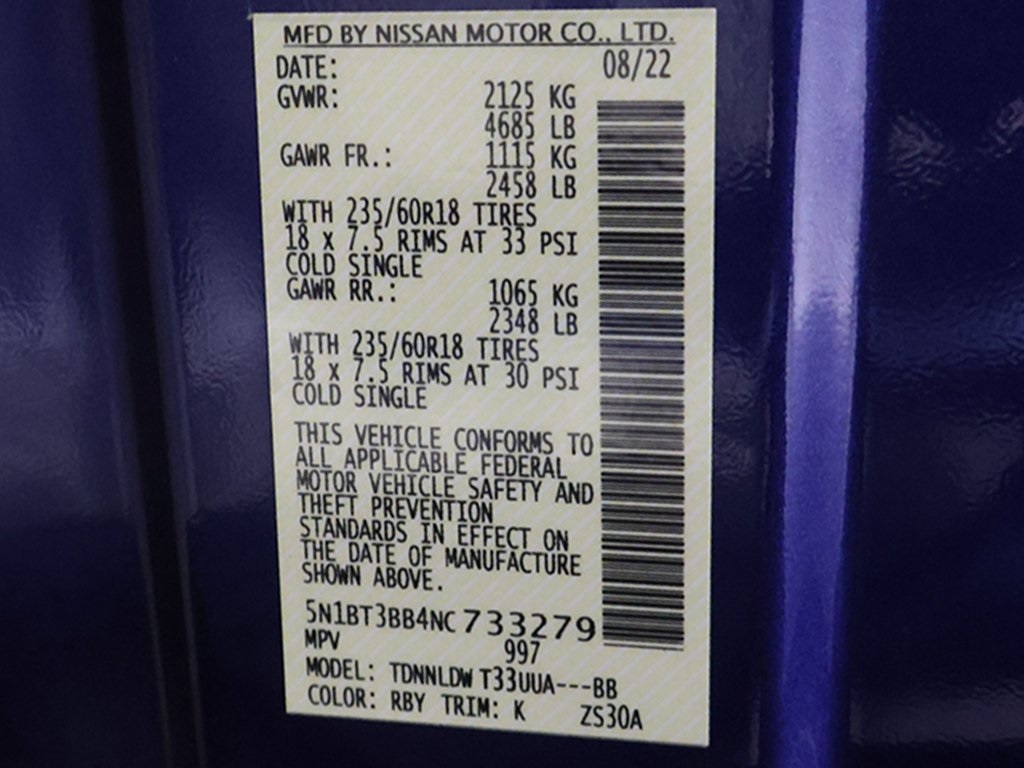 MFD BY NISSAN MOTOR CO., LTD.
DATE: 08/22
GVWR: 2125 KG
4685 LB
GAWR FR.: 1115 KG
2458 LB
WITH 235/60R18 TIRES
18 x 7.5 RIMS AT 33 PSI
COLD SINGLE
GAWR RR.: 1065 KG
2348 LB
WITH 235/60R18 TIRES
18 x 7.5 RIMS AT 30 PSI
COLD SINGLE
THIS VEHICLE CONFORMS TO
ALL APPLICABLE FEDERAL
MOTOR VEHICLE SAFETY AND
THEFT PREVENTION
STANDARDS IN EFFECT ON
THE DATE OF MANUFACTURE
SHOWN ABOVE.
5N1BT3BB4NC733279
MPV 997
MODEL: TDNNLDW T33UUA---BB
COLOR: RBY TRIM: K ZS30A